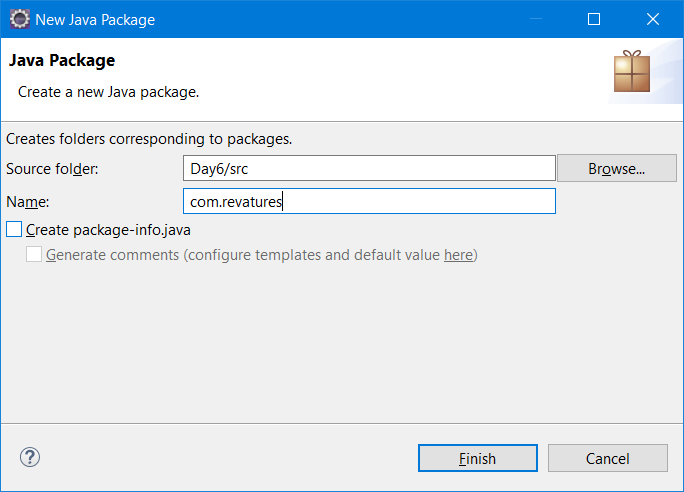 New Java Package
Java Package
Create a new Java package.
Creates folders corresponding to packages.
Source folder: Day6/src Browse...
Name: com.revatures
Create package-info.java
Generate comments (configure templates and default value here)
? Finish Cancel